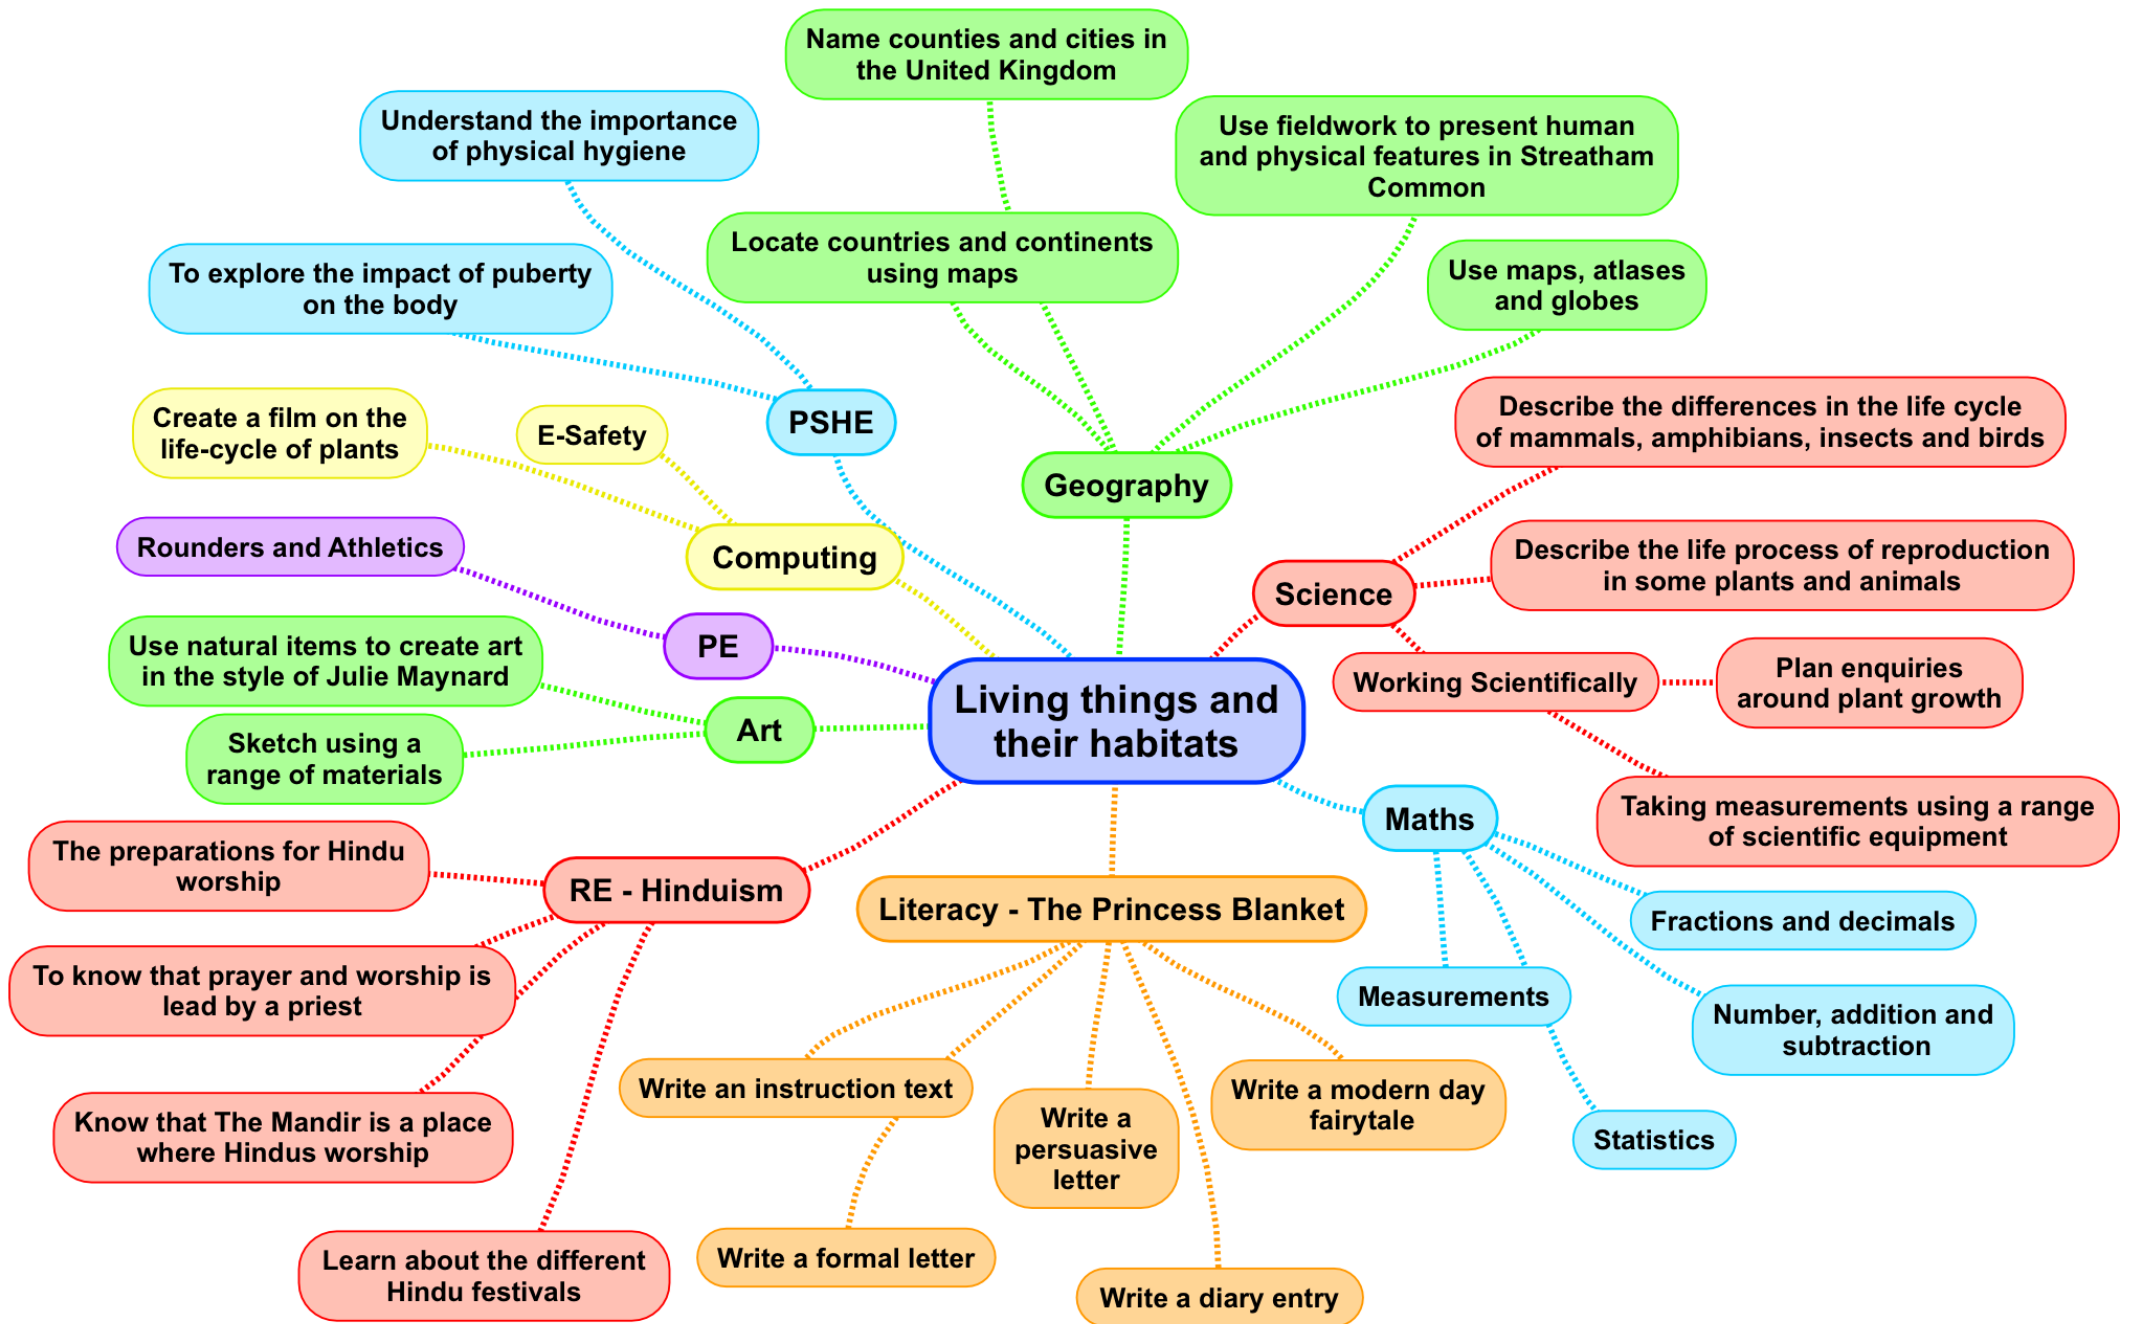 Name counties and cities in
the United Kingdom
Understand the importance
of physical hygiene
Use fieldwork to present human
and physical features in Streatham
Common
Locate countries and continents
using maps
To explore the impact of puberty
on the body
Use maps, atlases
and globes
PSHE
Create a film on the
life-cycle of plants
E-Safety
Geography
Describe the differences in the life cycle
of mammals, amphibians, insects and birds
Computing
Rounders and Athletics
Science
Describe the life process of reproduction
in some plants and animals
PE
Use natural items to create art
in the style of Julie Maynard
Working Scientifically
Plan enquiries
around plant growth
Living things and
their habitats
Art
Sketch using a
range of materials
Maths
Taking measurements using a range
of scientific equipment
The preparations for Hindu
worship
RE - Hinduism
Literacy - The Princess Blanket
Fractions and decimals
To know that prayer and worship is
lead by a priest
Measurements
Number, addition and
subtraction
Write an instruction text
Write a
persuasive
letter
Write a modern day
fairytale
Know that The Mandir is a place
where Hindus worship
Statistics
Learn about the different
Hindu festivals
Write a formal letter
Write a diary entry